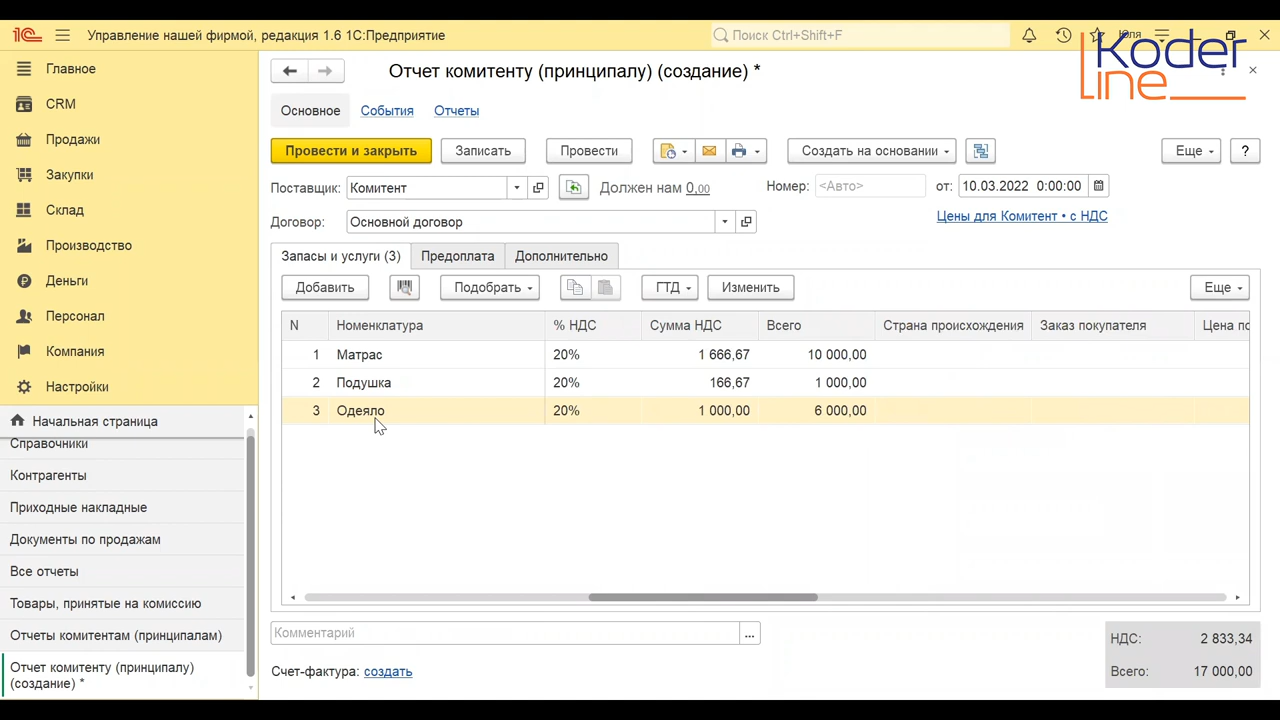 1С Управление нашей фирмой, редакция 1.6 1С:Предприятие Поиск Ctrl+Shift+F Юля
Koder
line
Главное
CRM
Продажи
Закупки
Склад
Производство
Деньги
Персонал
Компания
Настройки
Начальная страница
Справочники
Контрагенты
Приходные накладные
Документы по продажам
Все отчеты
Товары, принятые на комиссию
Отчеты комитентам (принципалам)
Отчет комитенту (принципалу)
(создание) *
Отчет комитенту (принципалу) (создание) *
Основное События Отчеты
Провести и закрыть Записать Провести Создать на основании Еще ?
Поставщик: Комитент Должен нам 0,00 Номер: <Авто> от: 10.03.2022 0:00:00
Договор: Основной договор Цены для Комитент • с НДС
Запасы и услуги (3) Предоплата Дополнительно
Добавить Подобрать ГТД Изменить Еще
N Номенклатура % НДС Сумма НДС Всего Страна происхождения Заказ покупателя Цена по
1 Матрас 20% 1 666,67 10 000,00
2 Подушка 20% 166,67 1 000,00
3 Одеяло 20% 1 000,00 6 000,00
Комментарий ...
НДС: 2 833,34
Счет-фактура: создать Всего: 17 000,00